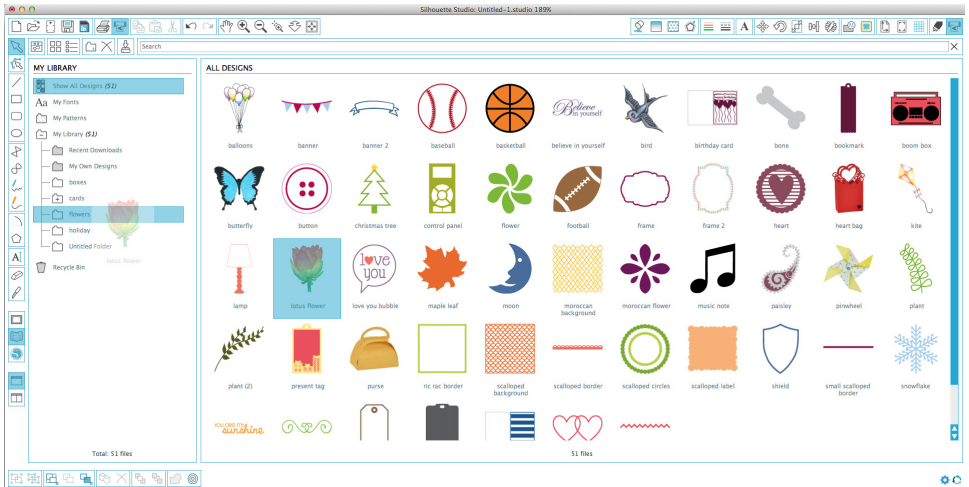 Silhouette Studio: Untitled-1.studio 189%
Search
MY LIBRARY
Show All Designs (51)
Aa My Fonts
My Patterns
My Library (51)
Recent Downloads
My Own Designs
boxes
cards
flowers
holiday
Untitled Folder
lotus flower
Recycle Bin
Total: 51 files
ALL DESIGNS
Believe
in yourself
balloons banner banner 2 baseball basketball believe in yourself bird birthday card bone bookmark boom box
butterfly button christmas tree control panel flower football frame frame 2 heart heart bag kite
love
you
lamp lotus flower love you bubble maple leaf moon moroccan background moroccan flower music note paisley pinwheel plant
plant (2) present tag purse ric rac border scalloped background scalloped border scalloped circles scalloped label shield small scalloped border snowflake
YOU ARE MY
sunshine
51 files